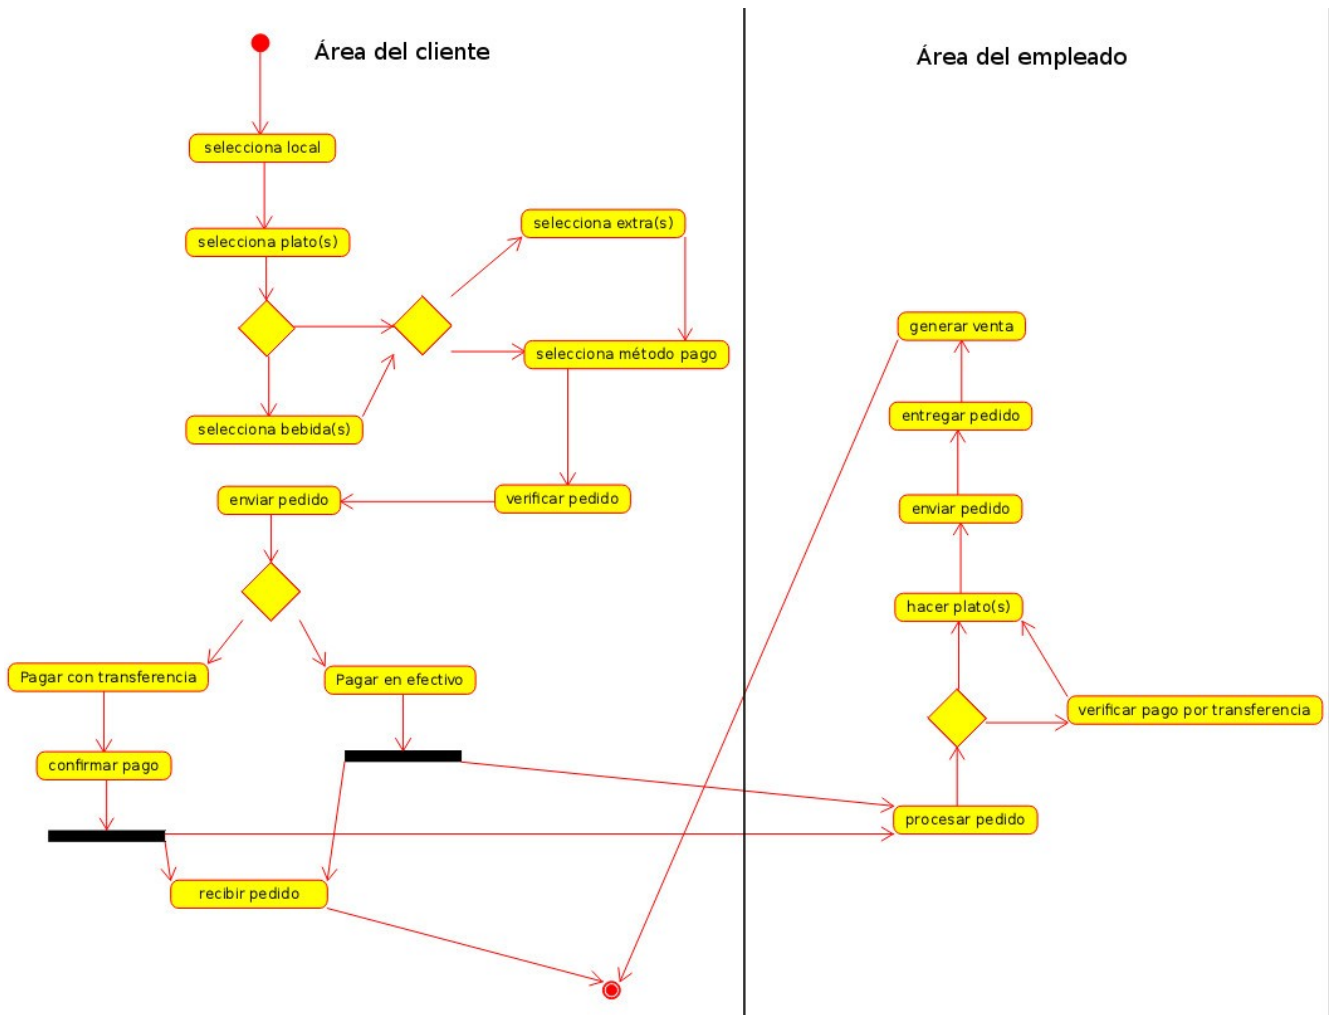 Área del cliente
Área del empleado
selecciona local
selecciona plato(s)
selecciona extra(s)
selecciona método pago
selecciona bebida(s)
verificar pedido
enviar pedido
Pagar con transferencia
Pagar en efectivo
confirmar pago
recibir pedido
generar venta
entregar pedido
enviar pedido
hacer plato(s)
verificar pago por transferencia
procesar pedido